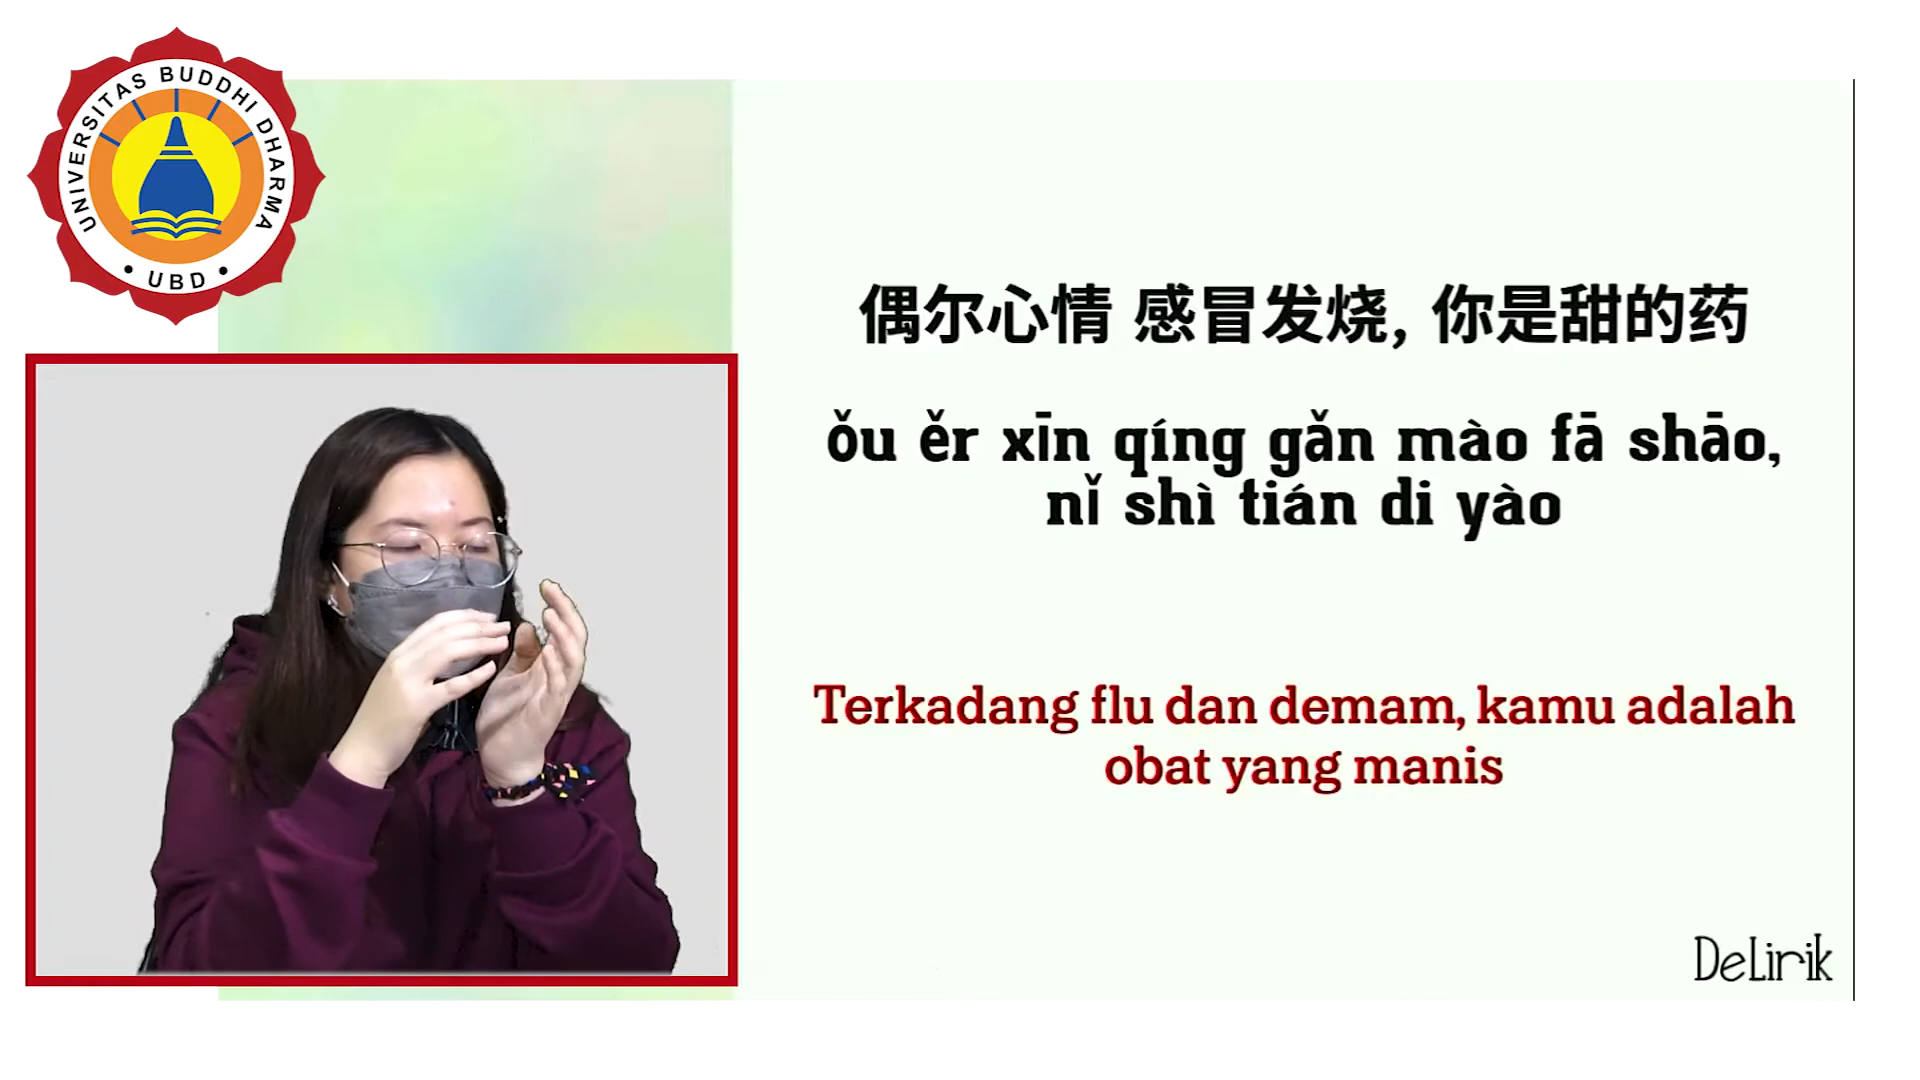 UNIVERSITAS BUDDHI DHARMA
• UBD •
偶尔心情 感冒发烧, 你是甜的药
ǒu ěr xīn qíng gǎn mào fā shāo,
nǐ shì tián di yào
Terkadang flu dan demam, kamu adalah
obat yang manis
DeLirik